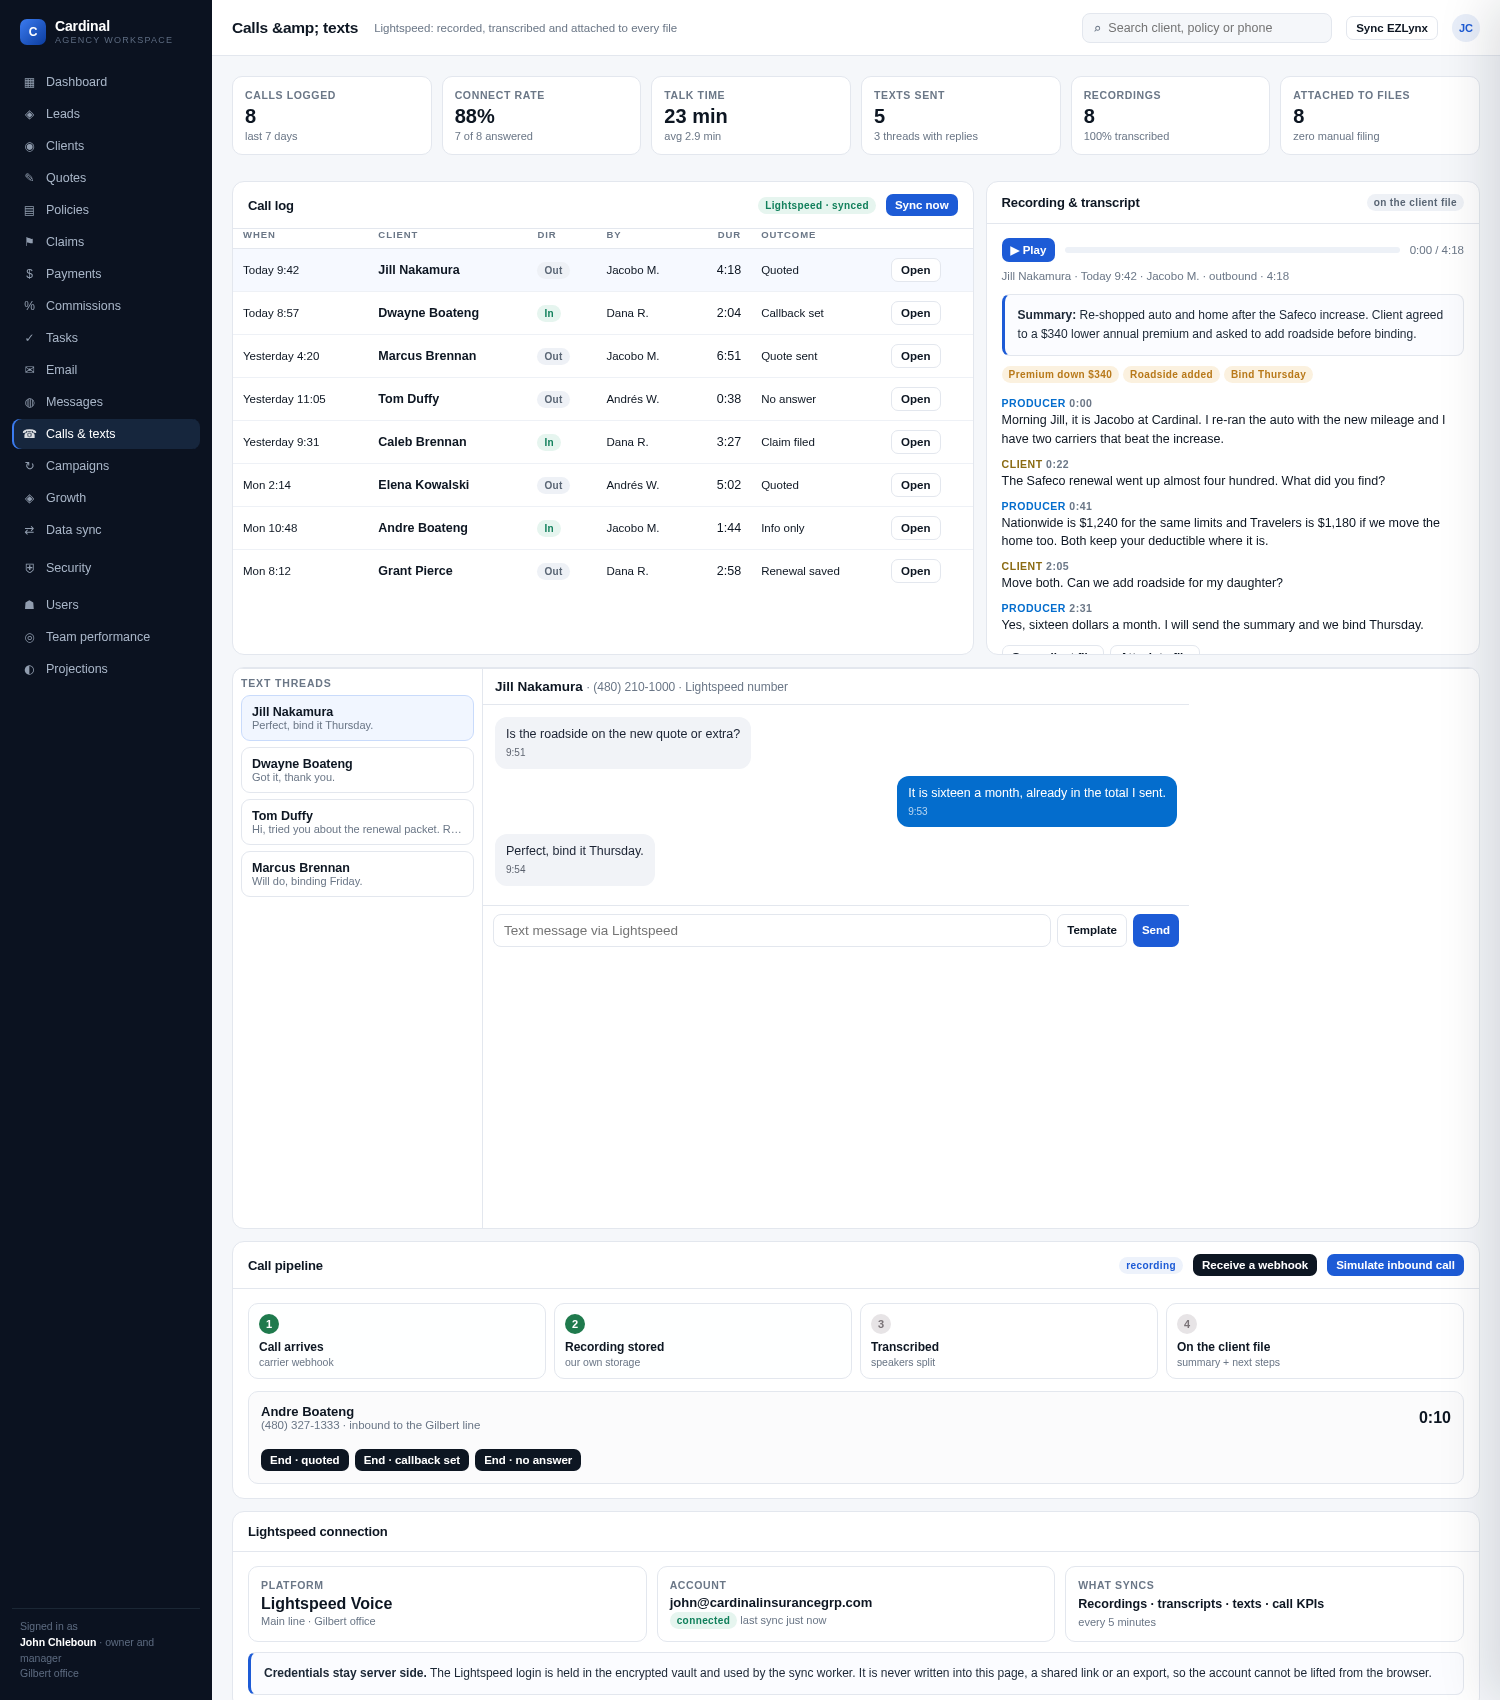 C
Cardinal
AGENCY WORKSPACE
Dashboard
Leads
Clients
Quotes
Policies
Claims
$ Payments
% Commissions
Tasks
Email
Messages
Calls & texts
Campaigns
Growth
Data sync
Security
Users
Team performance
Projections
Signed in as
John Chleboun · owner and
manager
Gilbert office
Calls &amp; texts
Lightspeed: recorded, transcribed and attached to every file
Search client, policy or phone
Sync EZLynx
JC
CALLS LOGGED
8
last 7 days
CONNECT RATE
88%
7 of 8 answered
TALK TIME
23 min
avg 2.9 min
TEXTS SENT
5
3 threads with replies
RECORDINGS
8
100% transcribed
ATTACHED TO FILES
8
zero manual filing
Call log
Lightspeed · synced
Sync now
WHEN CLIENT DIR BY DUR OUTCOME
Today 9:42 Jill Nakamura Out Jacobo M. 4:18 Quoted Open
Today 8:57 Dwayne Boateng In Dana R. 2:04 Callback set Open
Yesterday 4:20 Marcus Brennan Out Jacobo M. 6:51 Quote sent Open
Yesterday 11:05 Tom Duffy Out Andrés W. 0:38 No answer Open
Yesterday 9:31 Caleb Brennan In Dana R. 3:27 Claim filed Open
Mon 2:14 Elena Kowalski Out Andrés W. 5:02 Quoted Open
Mon 10:48 Andre Boateng In Jacobo M. 1:44 Info only Open
Mon 8:12 Grant Pierce Out Dana R. 2:58 Renewal saved Open
Recording & transcript
on the client file
▶ Play
0:00 / 4:18
Jill Nakamura · Today 9:42 · Jacobo M. · outbound · 4:18
Summary: Re-shopped auto and home after the Safeco increase. Client agreed
to a $340 lower annual premium and asked to add roadside before binding.
Premium down $340 Roadside added Bind Thursday
PRODUCER 0:00
Morning Jill, it is Jacobo at Cardinal. I re-ran the auto with the new mileage and I
have two carriers that beat the increase.
CLIENT 0:22
The Safeco renewal went up almost four hundred. What did you find?
PRODUCER 0:41
Nationwide is $1,240 for the same limits and Travelers is $1,180 if we move the
home too. Both keep your deductible where it is.
CLIENT 2:05
Move both. Can we add roadside for my daughter?
PRODUCER 2:31
Yes, sixteen dollars a month. I will send the summary and we bind Thursday.
TEXT THREADS
Jill Nakamura
Perfect, bind it Thursday.
Dwayne Boateng
Got it, thank you.
Tom Duffy
Hi, tried you about the renewal packet. R…
Marcus Brennan
Will do, binding Friday.
Jill Nakamura · (480) 210-1000 · Lightspeed number
Is the roadside on the new quote or extra?
9:51
It is sixteen a month, already in the total I sent.
9:53
Perfect, bind it Thursday.
9:54
Text message via Lightspeed
Template
Send
Call pipeline
recording
Receive a webhook
Simulate inbound call
1
Call arrives
carrier webhook
2
Recording stored
our own storage
3
Transcribed
speakers split
4
On the client file
summary + next steps
Andre Boateng
(480) 327-1333 · inbound to the Gilbert line
0:10
End · quoted
End · callback set
End · no answer
Lightspeed connection
PLATFORM
Lightspeed Voice
Main line · Gilbert office
ACCOUNT
john@cardinalinsurancegrp.com
connected last sync just now
WHAT SYNCS
Recordings · transcripts · texts · call KPIs
every 5 minutes
Credentials stay server side. The Lightspeed login is held in the encrypted vault and used by the sync worker. It is never written into this page, a shared link or an export, so the account cannot be lifted from the browser.